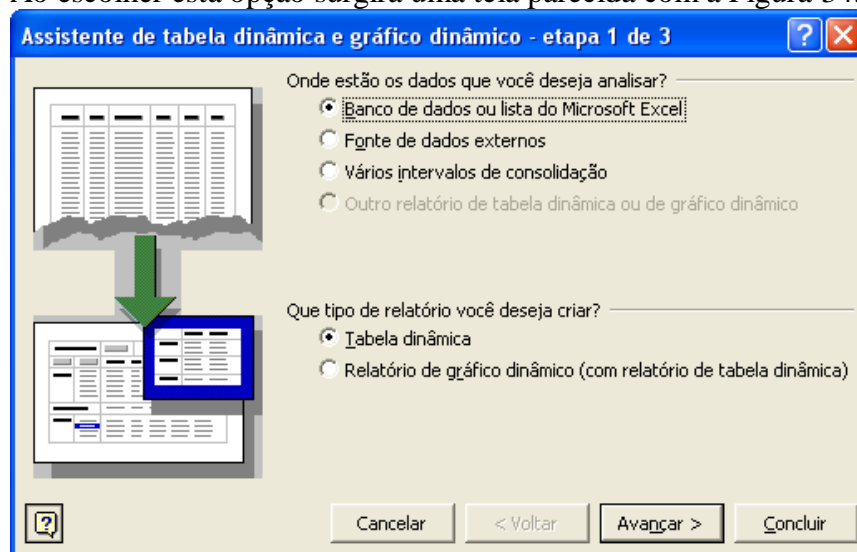 Ao escolher esta opção surgirá uma tela parecida com a Figura 34.
Assistente de tabela dinâmica e gráfico dinâmico - etapa 1 de 3
Onde estão os dados que você deseja analisar?
Banco de dados ou lista do Microsoft Excel
Fonte de dados externos
Vários intervalos de consolidação
Outro relatório de tabela dinâmica ou de gráfico dinâmico
Que tipo de relatório você deseja criar?
Tabela dinâmica
Relatório de gráfico dinâmico (com relatório de tabela dinâmica)
Cancelar < Voltar Avançar > Concluir